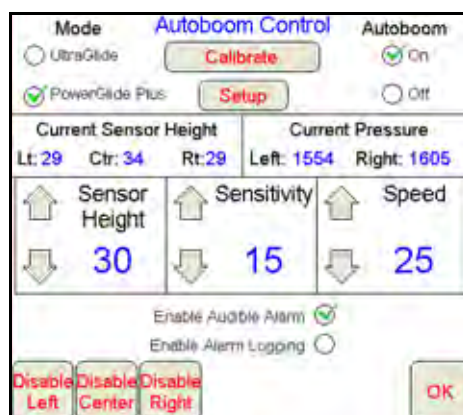 Mode Autoboom Control Autoboom
UltraGlide Calibrate On
PowerGlide Plus Setup Off
Current Sensor Height Current Pressure
Lt: 29 Ctr: 34 Rt:29 Left: 1554 Right: 1605
Sensor Height Sensitivity Speed
30 15 25
Enable Audible Alarm
Enable Alarm Logging
Disable Left Disable Center Disable Right OK